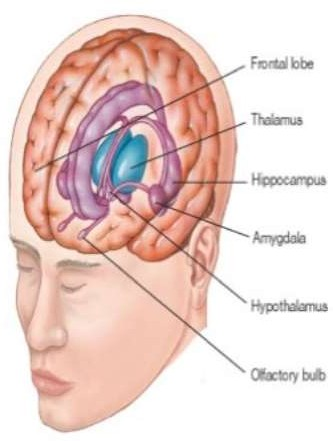 Frontal lobe
Thalamus
Hippocampus
Amygdala
Hypothalamus
Olfactory bulb